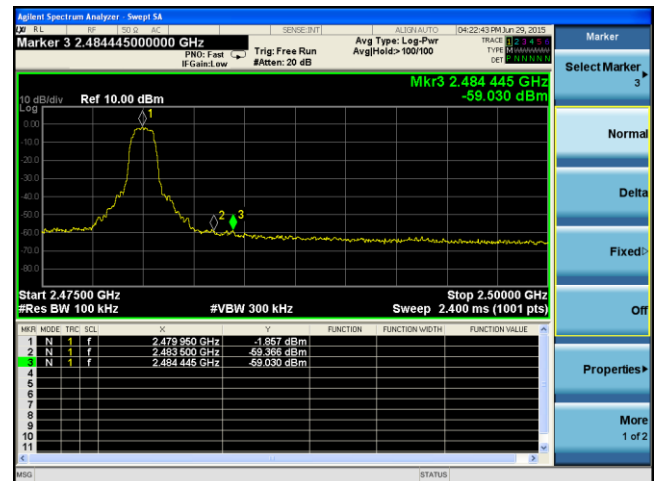 Agilent Spectrum Analyzer - Swept SA
RL RF 50 Ω AC SENSE:INT ALIGN AUTO 04:22:43 PM Jun 29, 2015
Marker 3 2.484445000000 GHz
PNO: Fast
IFGain:Low
Trig: Free Run
#Atten: 20 dB
Avg Type: Log-Pwr
Avg|Hold:> 100/100
TRACE 1 2 3 4 5 6
TYPE
DET P N N N N N
Mkr3 2.484 445 GHz
-59.030 dBm
10 dB/div Ref 10.00 dBm
Log
0.00
-10.0
-20.0
-30.0
-40.0
-50.0
-60.0
-70.0
-80.0
1
2
3
Start 2.47500 GHz Stop 2.50000 GHz
#Res BW 100 kHz #VBW 300 kHz Sweep 2.400 ms (1001 pts)
MKR MODE TRC SCL X Y FUNCTION FUNCTION WIDTH FUNCTION VALUE
1 N 1 f 2.479 950 GHz -1.857 dBm
2 N 1 f 2.483 500 GHz -59.366 dBm
3 N 1 f 2.484 445 GHz -59.030 dBm
4
5
6
7
8
9
10
11
MSG STATUS
Marker
Select Marker
3
Normal
Delta
Fixed
Off
Properties
More
1 of 2